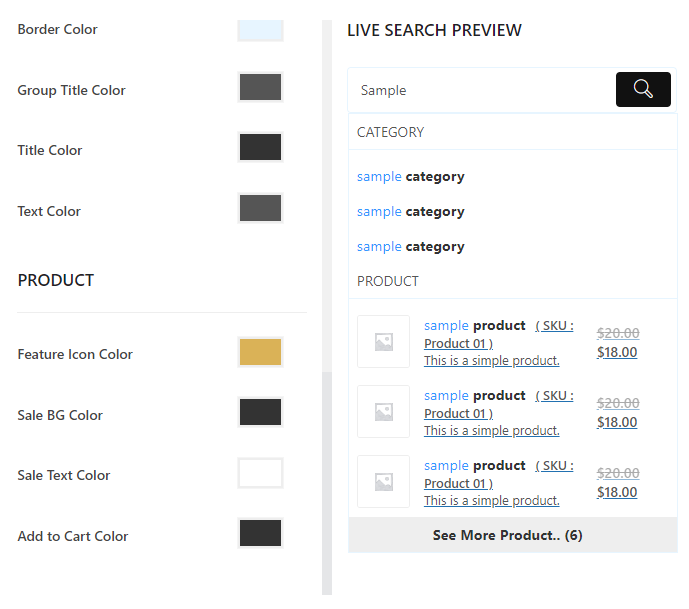 Border Color
Group Title Color
Title Color
Text Color
PRODUCT
Feature Icon Color
Sale BG Color
Sale Text Color
Add to Cart Color
LIVE SEARCH PREVIEW
Sample
CATEGORY
sample category
sample category
sample category
PRODUCT
sample product ( SKU :
Product 01 )
This is a simple product.
$20.00
$18.00
sample product ( SKU :
Product 01 )
This is a simple product.
$20.00
$18.00
sample product ( SKU :
Product 01 )
This is a simple product.
$20.00
$18.00
See More Product.. (6)